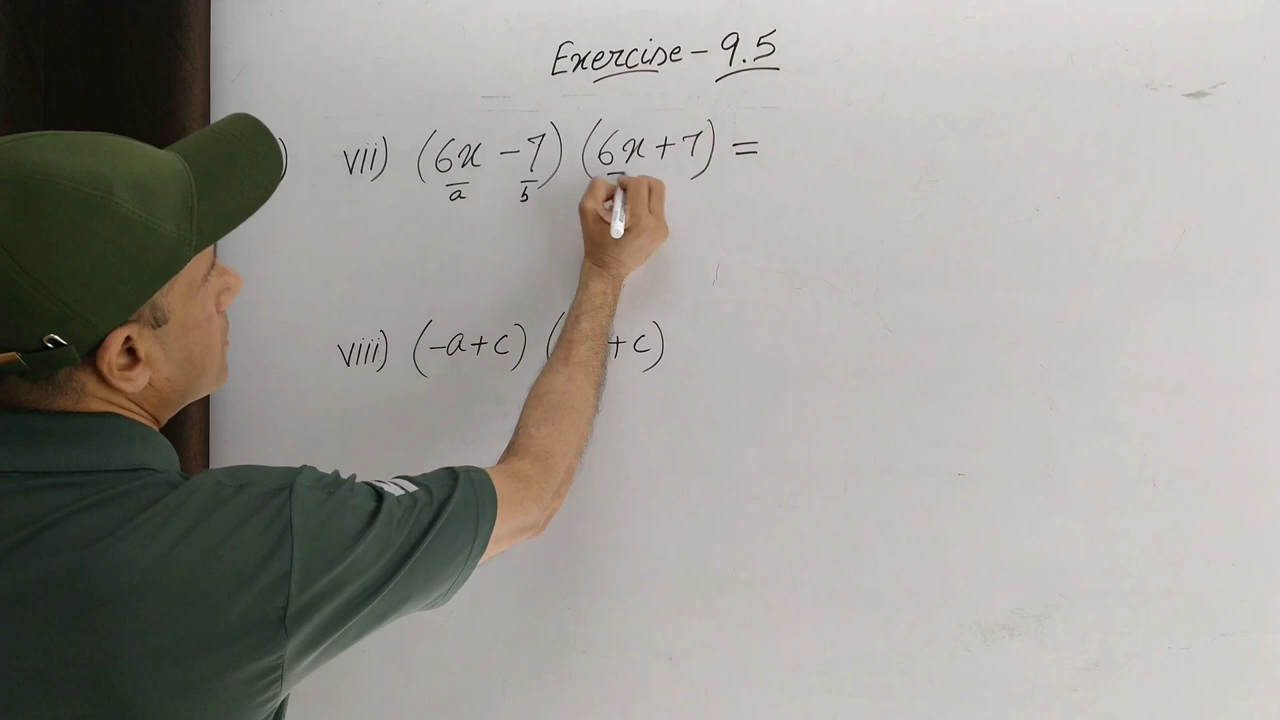 Exercise - 9.5
) vii) (6x - 7) (6x + 7) =
a b
viii) (-a+c) ( +c)